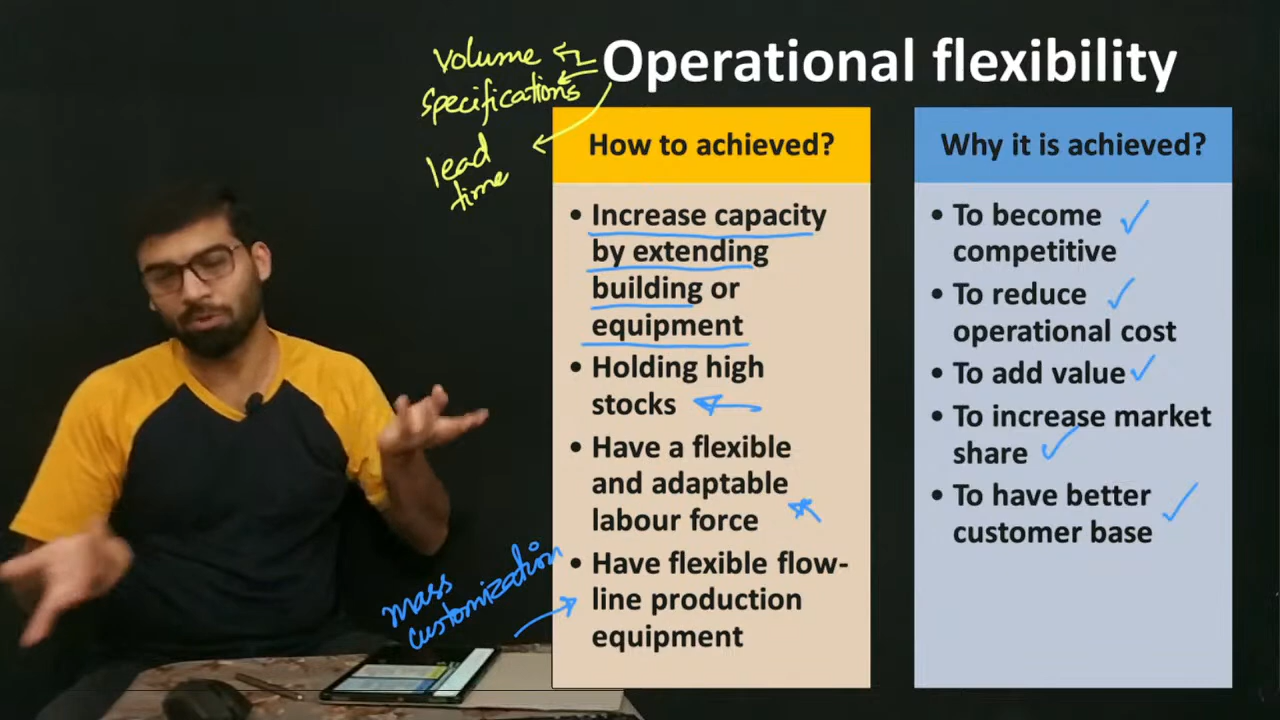 Operational flexibility
volume
specifications
lead
time
How to achieved?
• Increase capacity
by extending
building or
equipment
• Holding high
stocks
• Have a flexible
and adaptable
labour force
• Have flexible flow-
line production
equipment
mass
customization
Why it is achieved?
• To become
competitive
• To reduce
operational cost
• To add value
• To increase market
share
• To have better
customer base